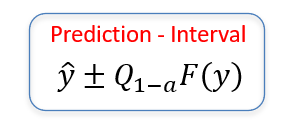 Prediction - Interval
ŷ ± Q₁₋ₐF(y)